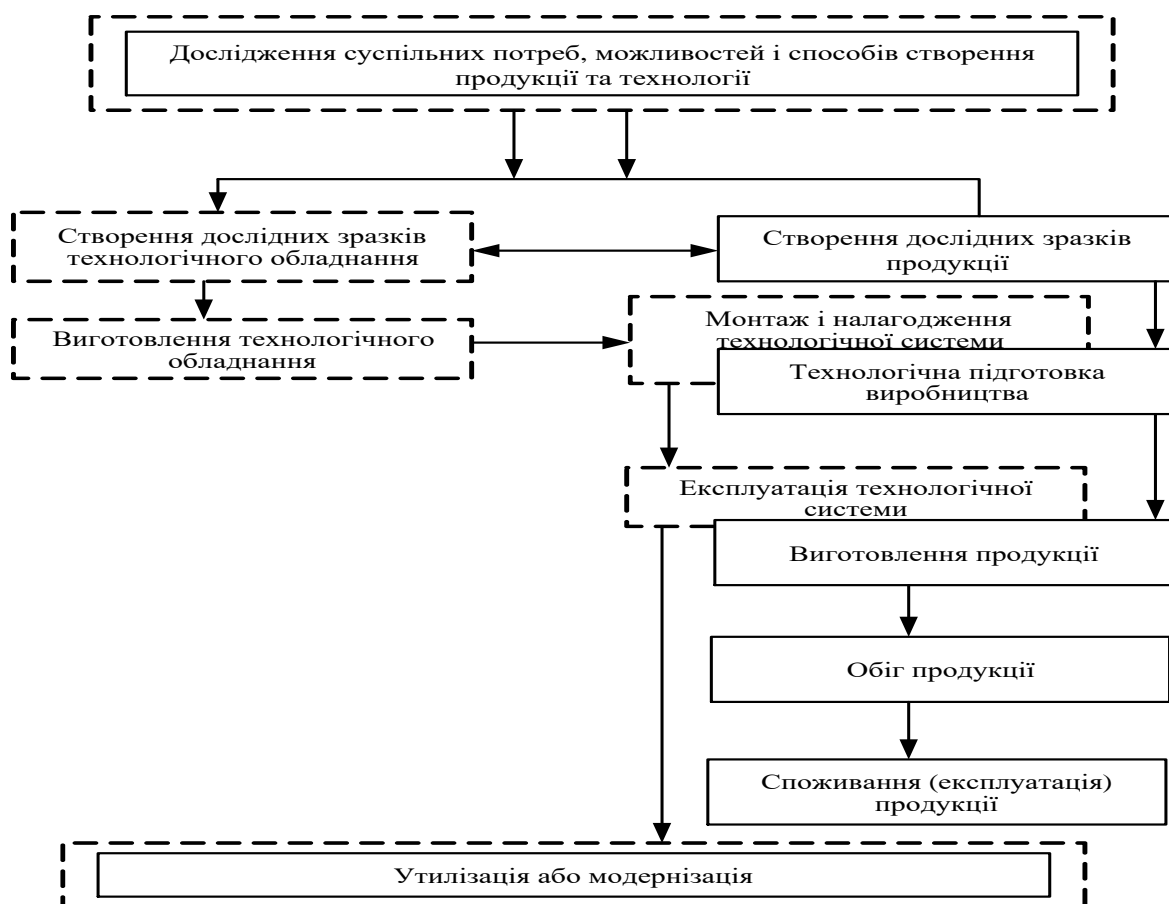 Дослідження суспільних потреб, можливостей і способів створення
продукції та технології
Створення дослідних зразків
технологічного обладнання
Створення дослідних зразків
продукції
Виготовлення технологічного
обладнання
Монтаж і налагодження
технологічної системи
Технологічна підготовка
виробництва
Експлуатація технологічної
системи
Виготовлення продукції
Обіг продукції
Споживання (експлуатація)
продукції
Утилізація або модернізація